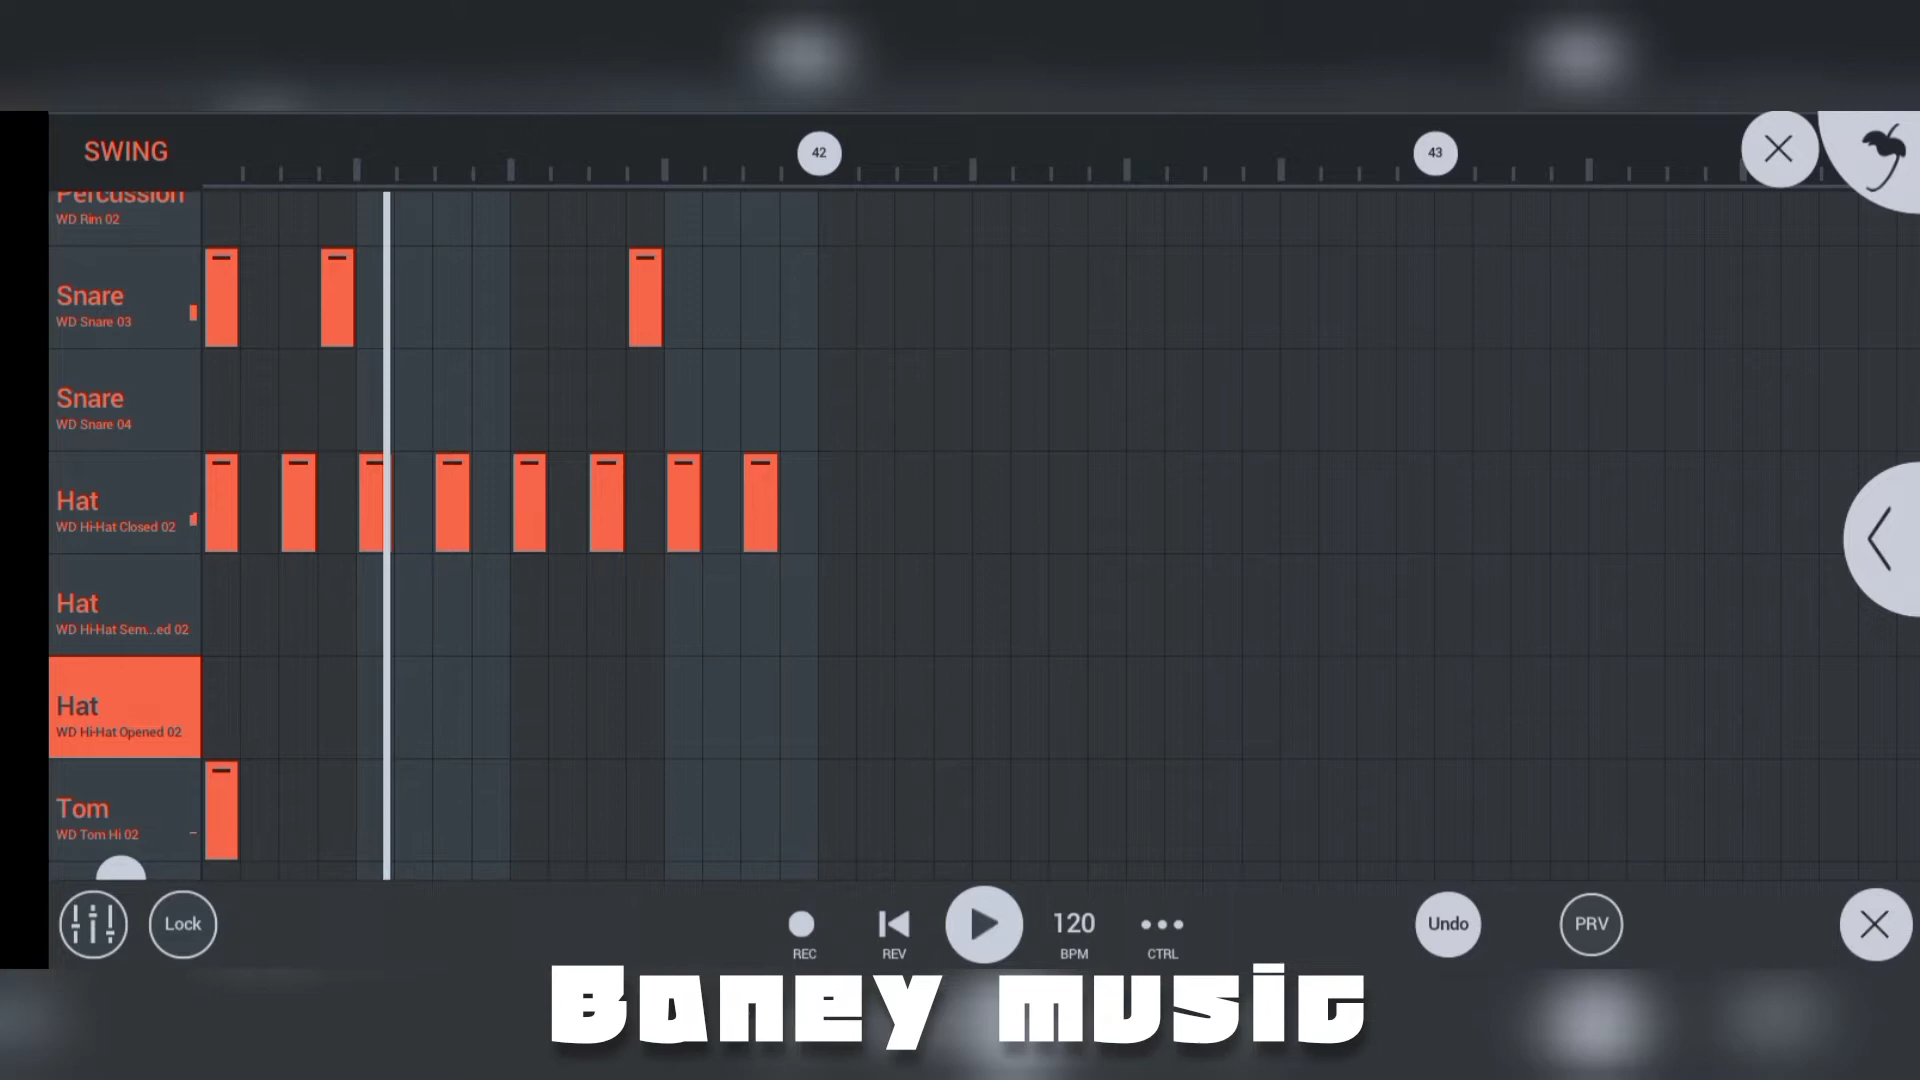 SWING
42
43
Percussion
WD Rim 02
Snare
WD Snare 03
Snare
WD Snare 04
Hat
WD Hi-Hat Closed 02
Hat
WD Hi-Hat Sem...ed 02
Hat
WD Hi-Hat Opened 02
Tom
WD Tom Hi 02
Lock
REC
REV
120
BPM
CTRL
Undo
PRV
Baney music